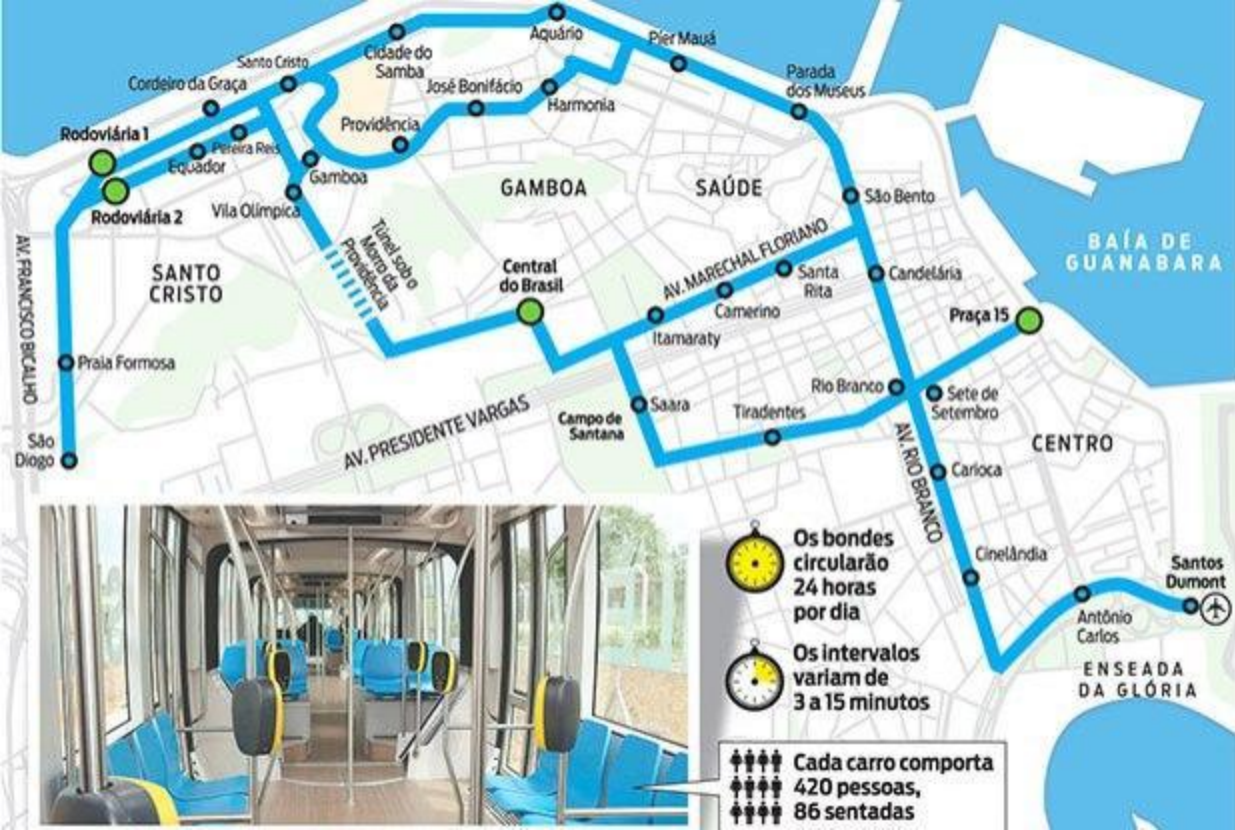 Aquário
Cidade do
Samba
Píer Mauá
Santo Cristo
Cordeiro da Graça
José Bonifácio
Parada
dos Museus
Harmonia
Rodoviária 1
Providência
Pereira Reis
Equador
Gamboa
GAMBOA
SAÚDE
São Bento
Rodoviária 2
Vila Olímpica
AV. FRANCISCO BICALHO
SANTO
CRISTO
Túnel sob o
Morro da
Providência
Central
do Brasil
AV. MARECHAL FLORIANO
Santa
Rita
Candelária
BAÍA DE
GUANABARA
Camerino
Itamaraty
Praça 15
Praia Formosa
Rio Branco
Sete de
Setembro
Saara
Campo de
Santana
Tiradentes
AV. PRESIDENTE VARGAS
São
Diogo
CENTRO
AV. RIO BRANCO
Carioca
Cinelândia
Santos
Dumont
Antônio
Carlos
ENSEADA
DA GLÓRIA
Os bondes
circularão
24 horas
por dia
Os intervalos
variam de
3 a 15 minutos
Cada carro comporta
420 pessoas,
86 sentadas